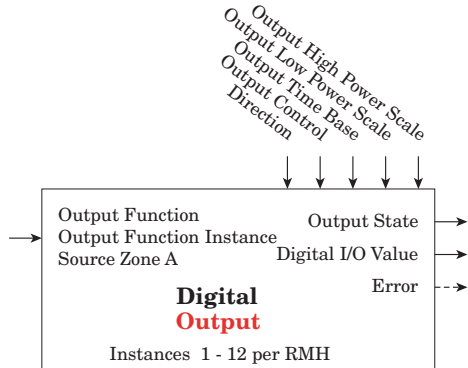 Output High Power Scale
Output Low Power Scale
Output Time Base
Output Control
Direction
Output Function
Output Function Instance
Source Zone A
Output State
Digital I/O Value
Error
Digital
Output
Instances 1 - 12 per RMH